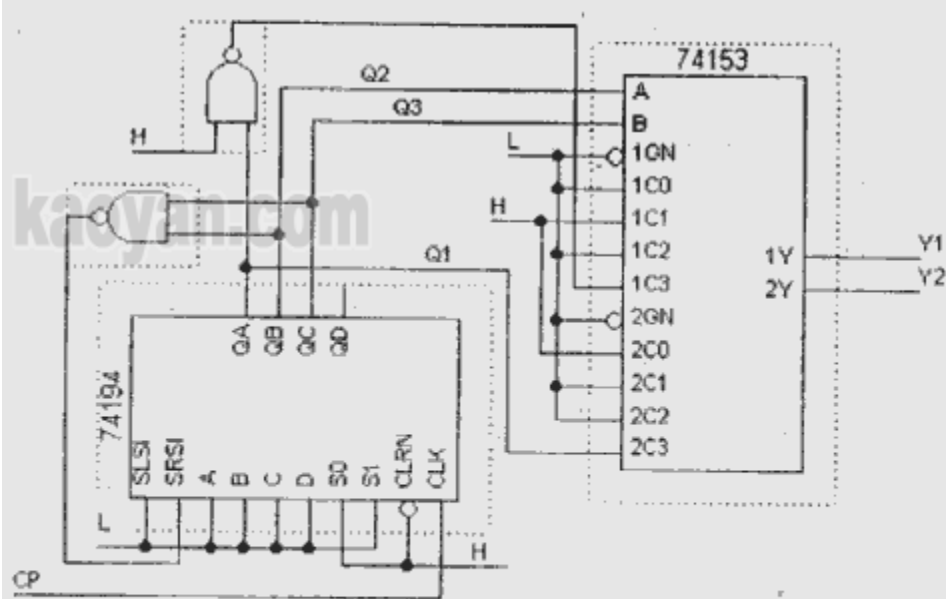 74153
Q2
A
Q3
B
H
L
1GN
1C0
kaoyan.com
H
1C1
1C2
Q1
1Y
Y1
1C3
2Y
Y2
2GN
QA
QB
QC
QD
2C0
2C1
74194
2C2
2C3
SLSI
SRSI
A
B
C
D
S0
S1
CLRN
CLK
L
H
CP